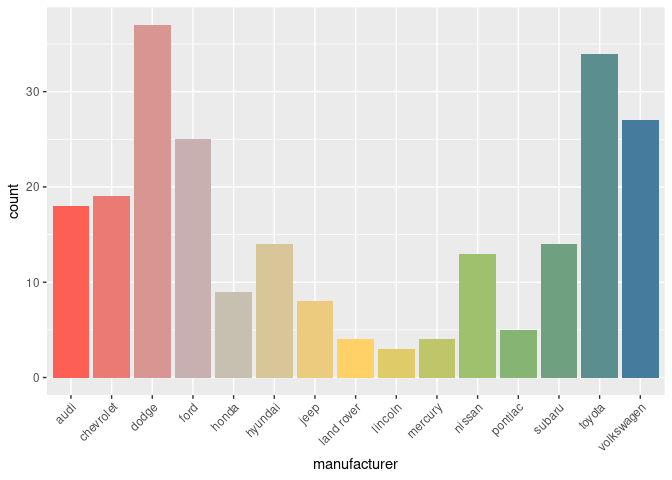 count
30
20
10
0
audi
chevrolet
dodge
ford
honda
hyundai
jeep
land rover
lincoln
mercury
nissan
pontiac
subaru
toyota
volkswagen
manufacturer